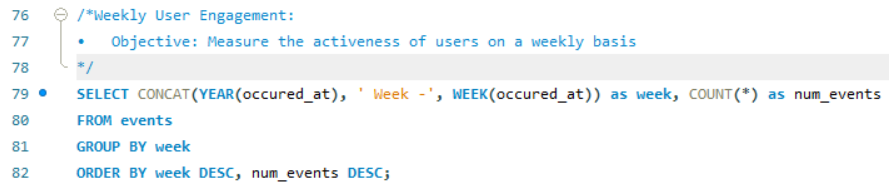 76 /*Weekly User Engagement:
77 •   Objective: Measure the activeness of users on a weekly basis
78 */
79 SELECT CONCAT(YEAR(occured_at), ' Week -', WEEK(occured_at)) as week, COUNT(*) as num_events
80 FROM events
81 GROUP BY week
82 ORDER BY week DESC, num_events DESC;